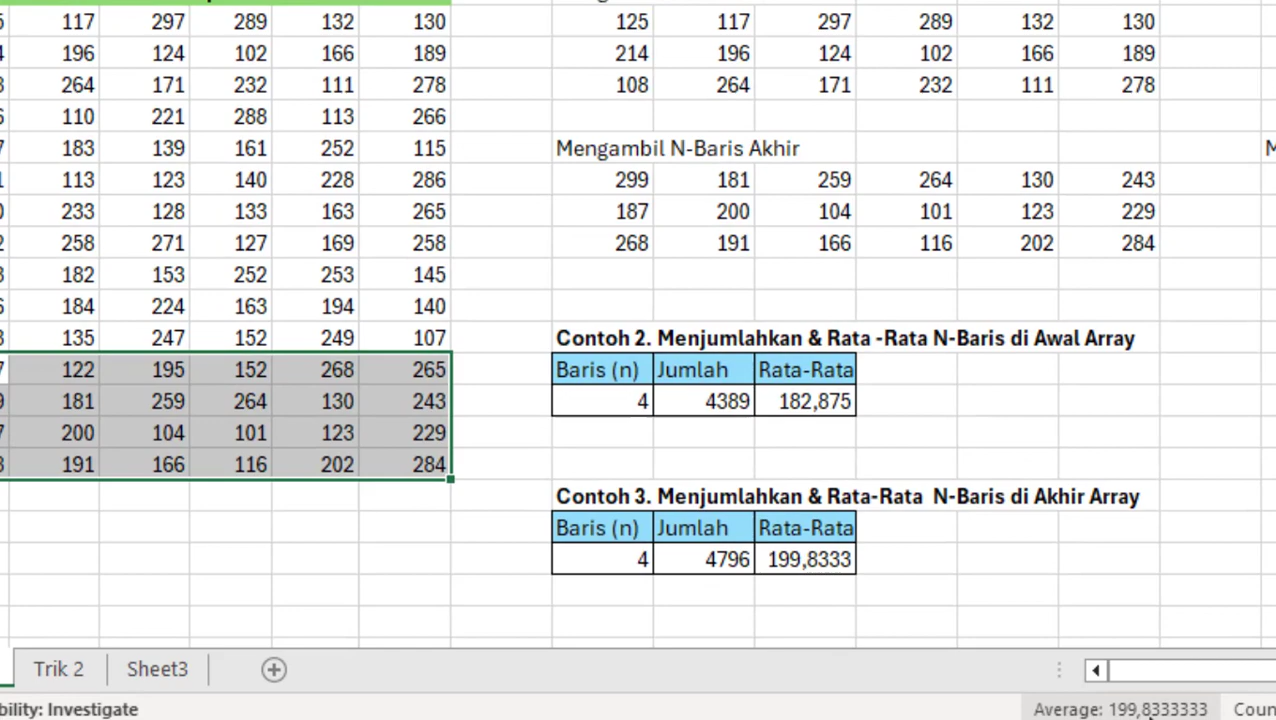 117 297 289 132 130 125 117 297 289 132 130
196 124 102 166 189 214 196 124 102 166 189
264 171 232 111 278 108 264 171 232 111 278
110 221 288 113 266
183 139 161 252 115 Mengambil N-Baris Akhir
113 123 140 228 286 299 181 259 264 130 243
233 128 133 163 265 187 200 104 101 123 229
258 271 127 169 258 268 191 166 116 202 284
182 153 252 253 145
184 224 163 194 140
135 247 152 249 107 Contoh 2. Menjumlahkan & Rata -Rata N-Baris di Awal Array
122 195 152 268 265 Baris (n) Jumlah Rata-Rata
181 259 264 130 243 4 4389 182,875
200 104 101 123 229
191 166 116 202 284
Contoh 3. Menjumlahkan & Rata-Rata N-Baris di Akhir Array
Baris (n) Jumlah Rata-Rata
4 4796 199,8333
Trik 2 Sheet3
bility: Investigate Average: 199,8333333 Coun